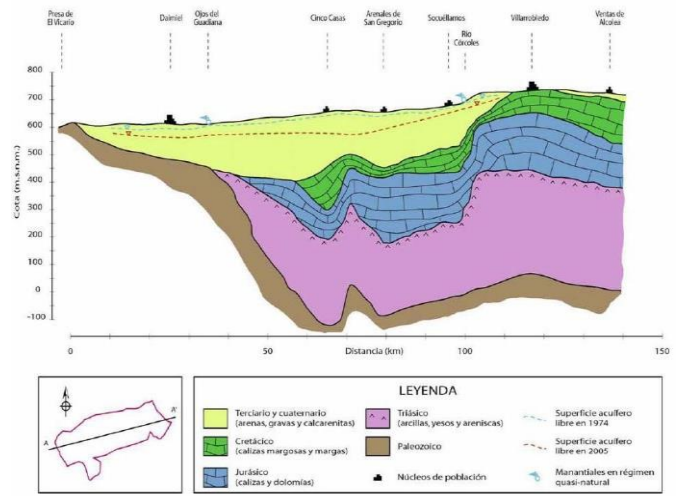 Presa de
El Vicario
Daimiel
Ojos del
Guadiana
Cinco Casas
Arenales de
San Gregorio
Socuéllamos
Río
Córcoles
Villarrobledo
Ventas de
Alcolea
Cota (m.s.n.m.)
800
700
600
500
400
300
200
100
0
-100
0
50
Distancia (km)
100
150
A
A'
LEYENDA
Terciario y cuaternario
(arenas, gravas y calcarenitas)
Cretácico
(calizas margosas y margas)
Jurásico
(calizas y dolomías)
Triásico
(arcillas, yesos y areniscas)
Paleozoico
Núcleos de población
Superficie acuífero
libre en 1974
Superficie acuífero
libre en 2005
Manantiales en régimen
quasi-natural